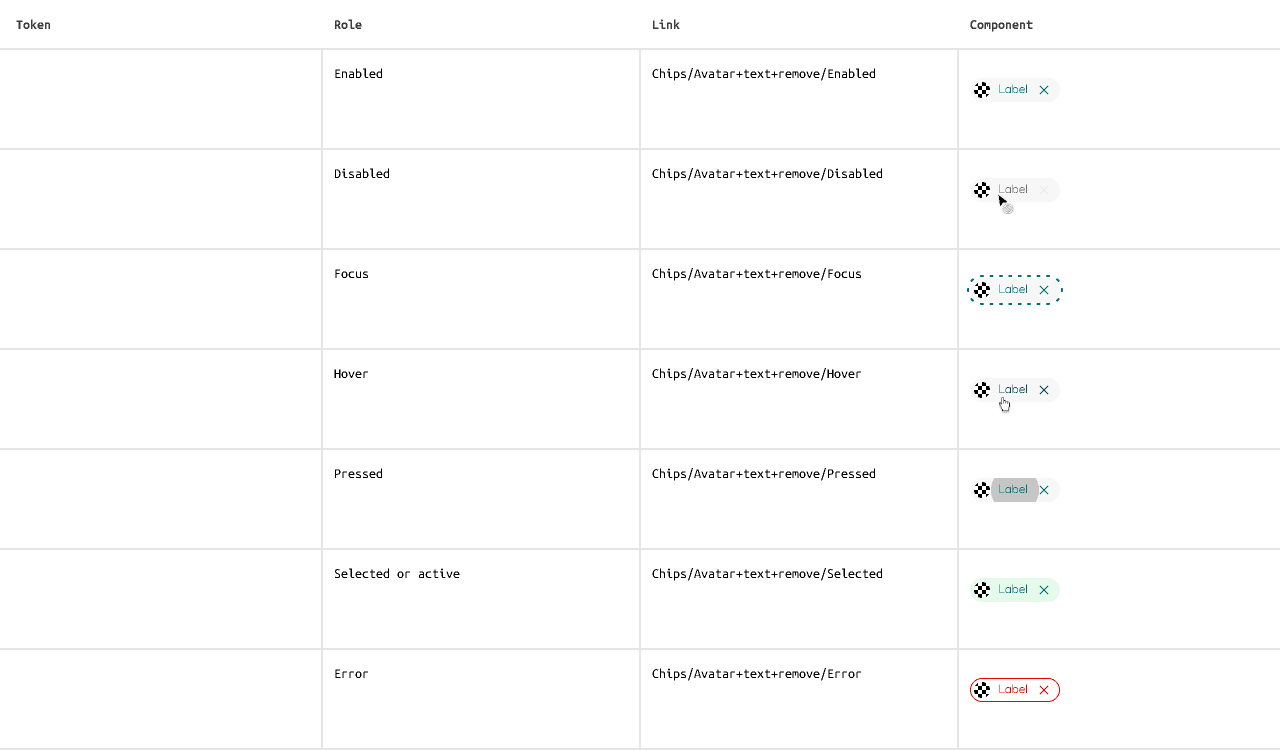 Token Role Link Component
Enabled Chips/Avatar+text+remove/Enabled Label
Disabled Chips/Avatar+text+remove/Disabled Label
Focus Chips/Avatar+text+remove/Focus Label
Hover Chips/Avatar+text+remove/Hover Label
Pressed Chips/Avatar+text+remove/Pressed Label
Selected or active Chips/Avatar+text+remove/Selected Label
Error Chips/Avatar+text+remove/Error Label